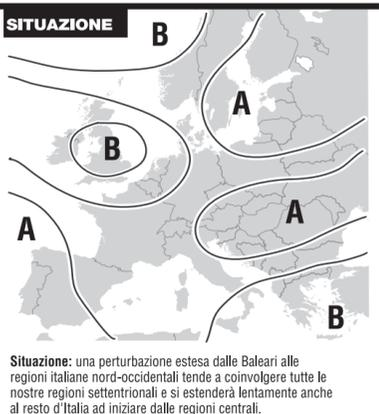 SITUAZIONE
B
A
B
A
A
B
Situazione: una perturbazione estesa dalle Baleari alle
regioni italiane nord-occidentali tende a coinvolgere tutte le
nostre regioni settentrionali e si estenderà lentamente anche
al resto d'Italia ad iniziare dalle regioni centrali.